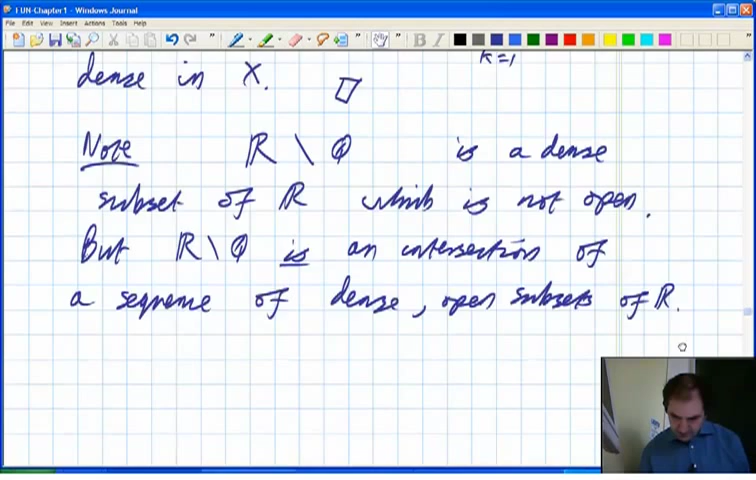 FUN-Chapter1 - Windows Journal
File Edit View Insert Actions Tools Help
B I
k=1
dense in X. □
Note ℝ \ ℚ is a dense
subset of ℝ which is not open.
But ℝ \ ℚ is an intersection of
a sequence of dense, open subsets of ℝ.